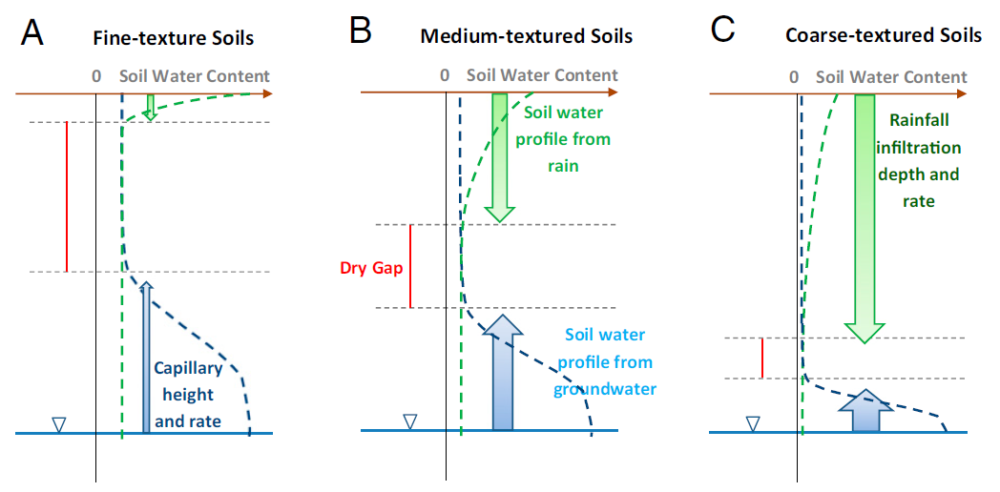 A
Fine-texture Soils
0 Soil Water Content
Capillary
height
and rate
B
Medium-textured Soils
0 Soil Water Content
Soil water
profile from
rain
Dry Gap
Soil water
profile from
groundwater
C
Coarse-textured Soils
0 Soil Water Content
Rainfall
infiltration
depth and
rate